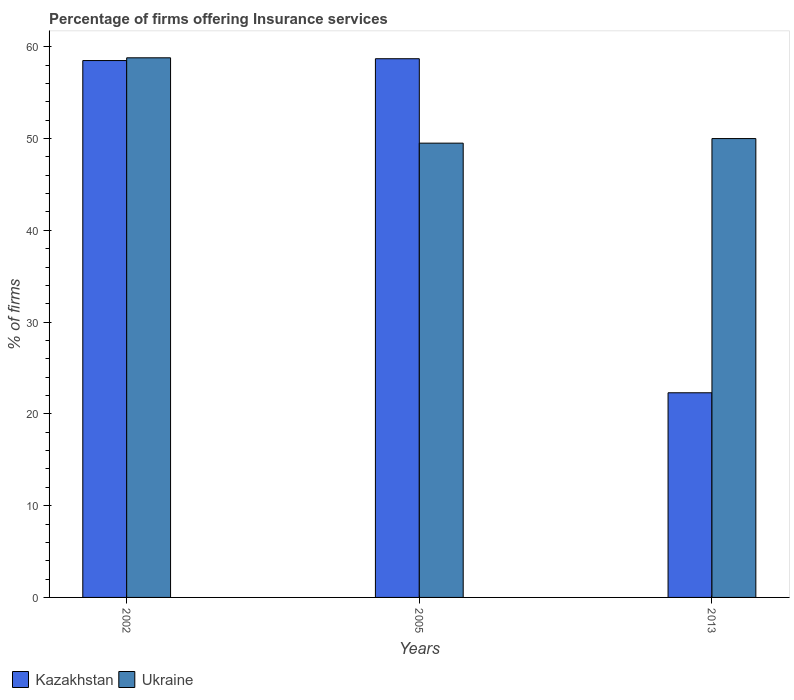 Percentage of firms offering Insurance services
60
50
40
30
20
10
0
% of firms
2002
2005
2013
Years
Kazakhstan
Ukraine